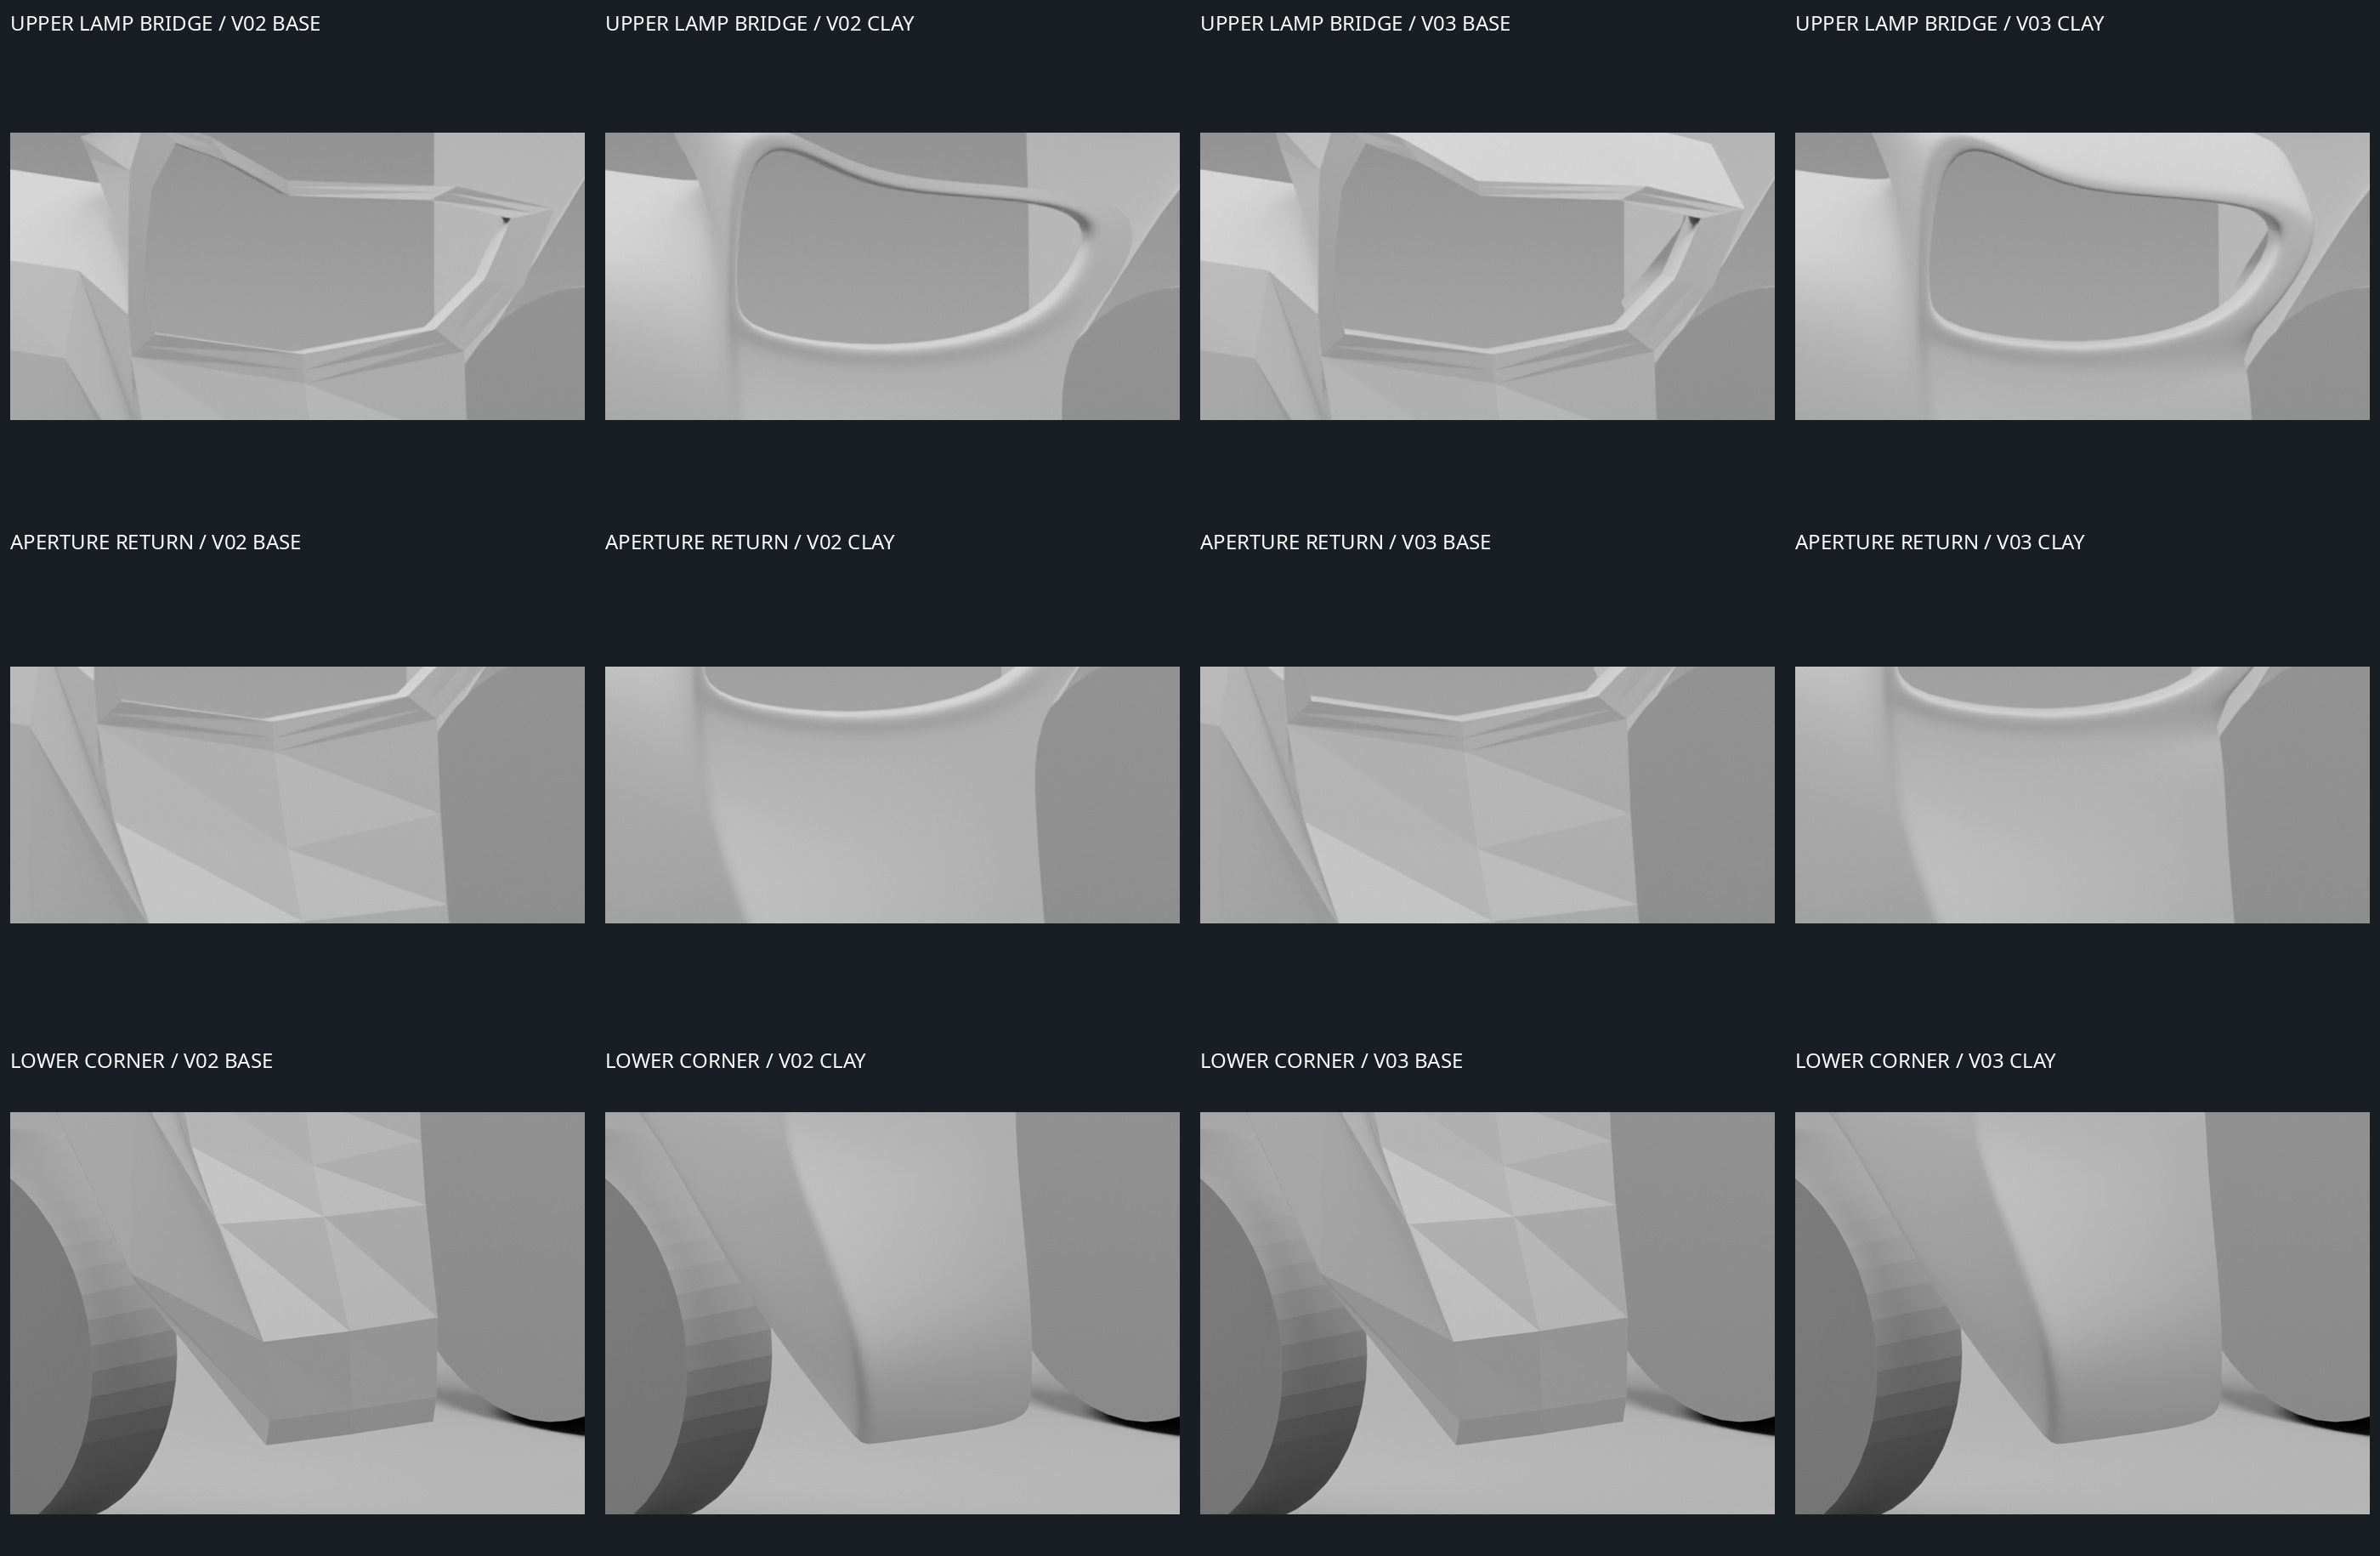 UPPER LAMP BRIDGE / V02 BASE
UPPER LAMP BRIDGE / V02 CLAY
UPPER LAMP BRIDGE / V03 BASE
UPPER LAMP BRIDGE / V03 CLAY
APERTURE RETURN / V02 BASE
APERTURE RETURN / V02 CLAY
APERTURE RETURN / V03 BASE
APERTURE RETURN / V03 CLAY
LOWER CORNER / V02 BASE
LOWER CORNER / V02 CLAY
LOWER CORNER / V03 BASE
LOWER CORNER / V03 CLAY